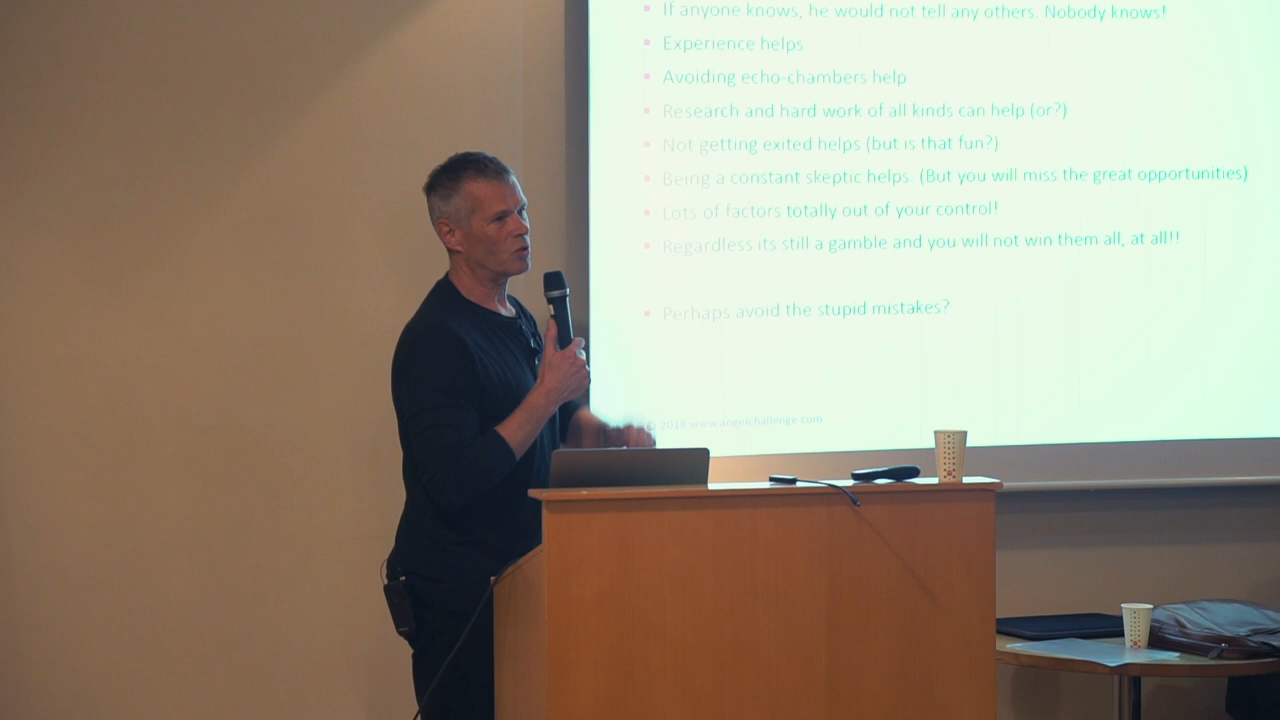 If anyone knows, he would not tell any others. Nobody knows!
Experience helps
Avoiding echo-chambers help
Research and hard work of all kinds can help (or?)
Not getting exited helps (but is that fun?)
Being a constant skeptic helps. (But you will miss the great opportunities)
Lots of factors totally out of your control!
Regardless its still a gamble and you will not win them all, at all!!
Perhaps avoid the stupid mistakes?
© 2018 www.angelchallenge.com